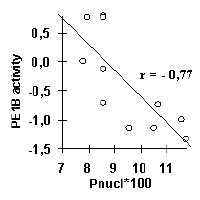 PE1B activity
0,5
0,0
-0,5
-1,0
-1,5
r = - 0,77
7 8 9 10 11
Pnucl*100